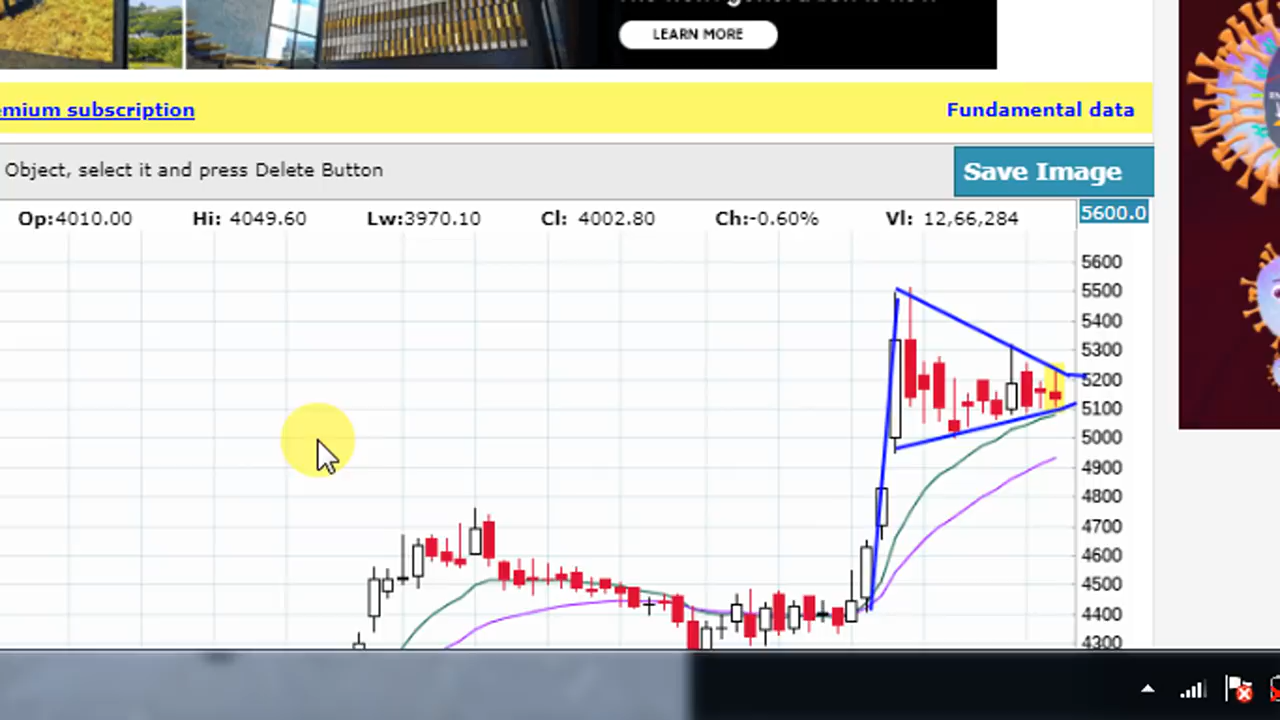 LEARN MORE
emium subscription
Fundamental data
Object, select it and press Delete Button
Save Image
Op:4010.00 Hi: 4049.60 Lw:3970.10 Cl: 4002.80 Ch:-0.60% Vl: 12,66,284
5600.0
5600
5500
5400
5300
5200
5100
5000
4900
4800
4700
4600
4500
4400
4300